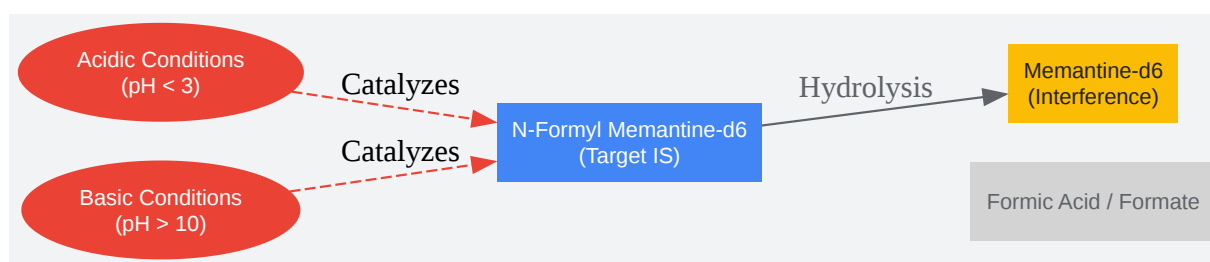 Acidic Conditions
(pH < 3)
Catalyzes
Basic Conditions
(pH > 10)
Catalyzes
N-Formyl Memantine-d6
(Target IS)
Hydrolysis
Memantine-d6
(Interference)
Formic Acid / Formate